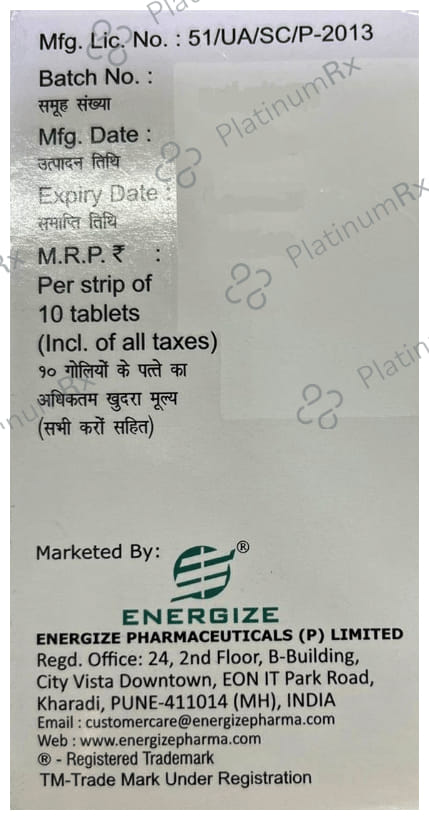 Mfg. Lic. No. : 51/UA/SC/P-2013
Batch No. :
समूह संख्या
Mfg. Date :
उत्पादन तिथि
Expiry Date :
समाप्ति तिथि
M.R.P. ₹ :
Per strip of
10 tablets
(Incl. of all taxes)
१० गोलियों के पत्ते का
अधिकतम खुदरा मूल्य
(सभी करों सहित)
Marketed By:
®
ENERGIZE
ENERGIZE PHARMACEUTICALS (P) LIMITED
Regd. Office: 24, 2nd Floor, B-Building,
City Vista Downtown, EON IT Park Road,
Kharadi, PUNE-411014 (MH), INDIA
Email : customercare@energizepharma.com
Web : www.energizepharma.com
® - Registered Trademark
TM-Trade Mark Under Registration
PlatinumRx
PlatinumRx